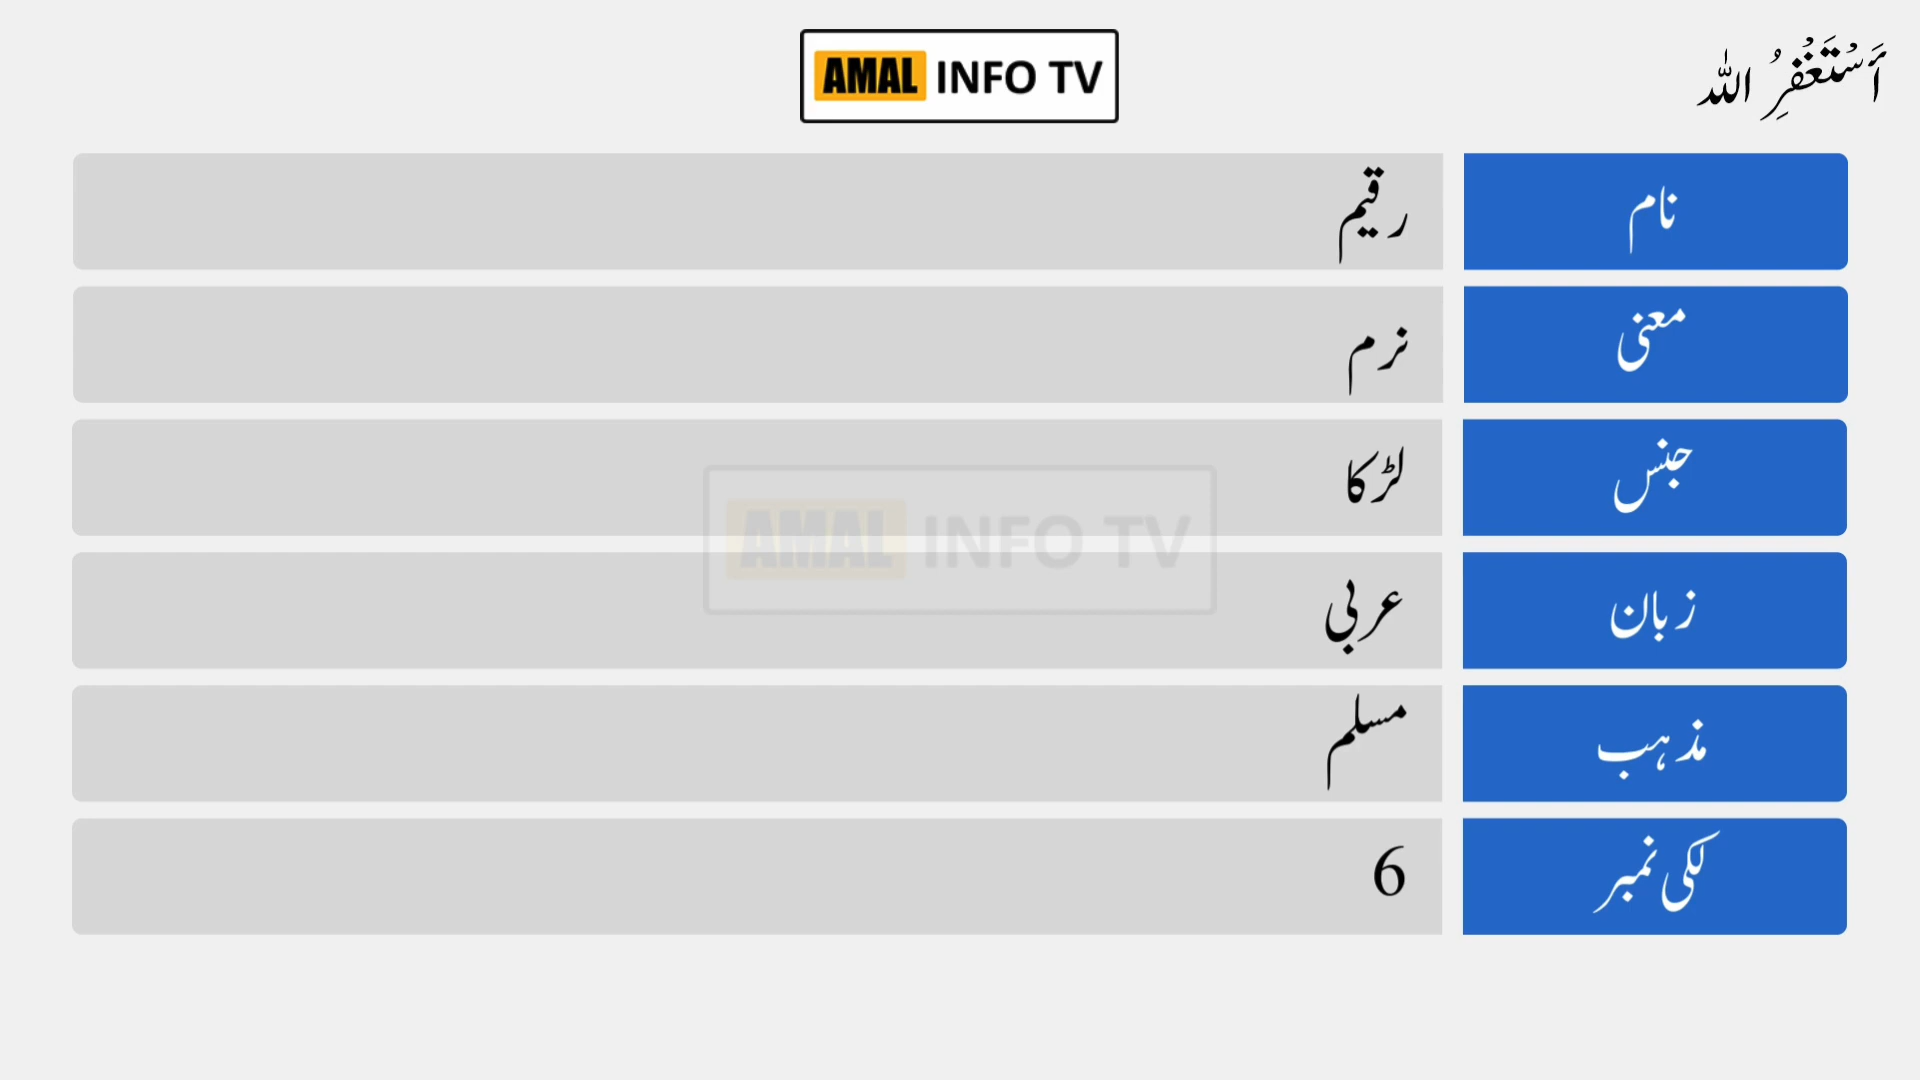 AMAL INFO TV
أَسْتَغْفِرُ اللّٰه
نام رقیم
معنی نرم
جنس لڑکا
زبان عربی
مذہب مسلم
لکی نمبر 6
AMAL INFO TV